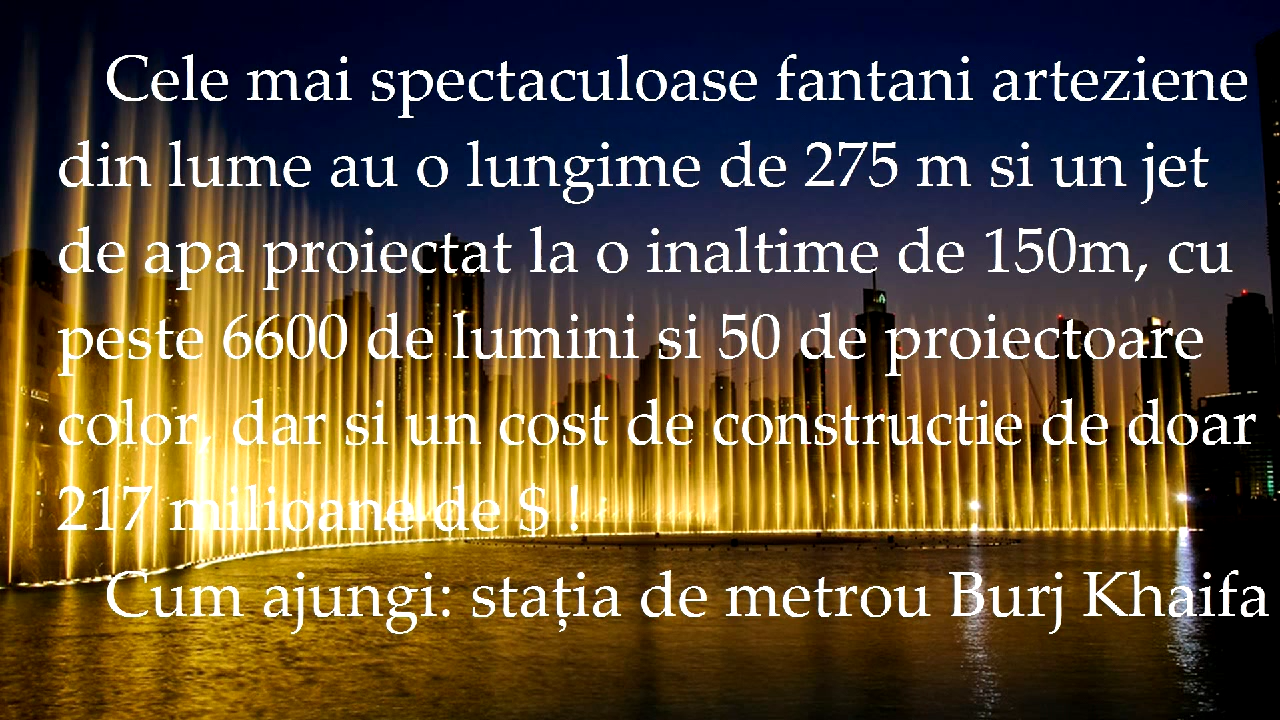 Cele mai spectaculoase fantani arteziene
din lume au o lungime de 275 m si un jet
de apa proiectat la o inaltime de 150m, cu
peste 6600 de lumini si 50 de proiectoare
color, dar si un cost de constructie de doar
217 milioane de $ !
Cum ajungi: stația de metrou Burj Khaifa